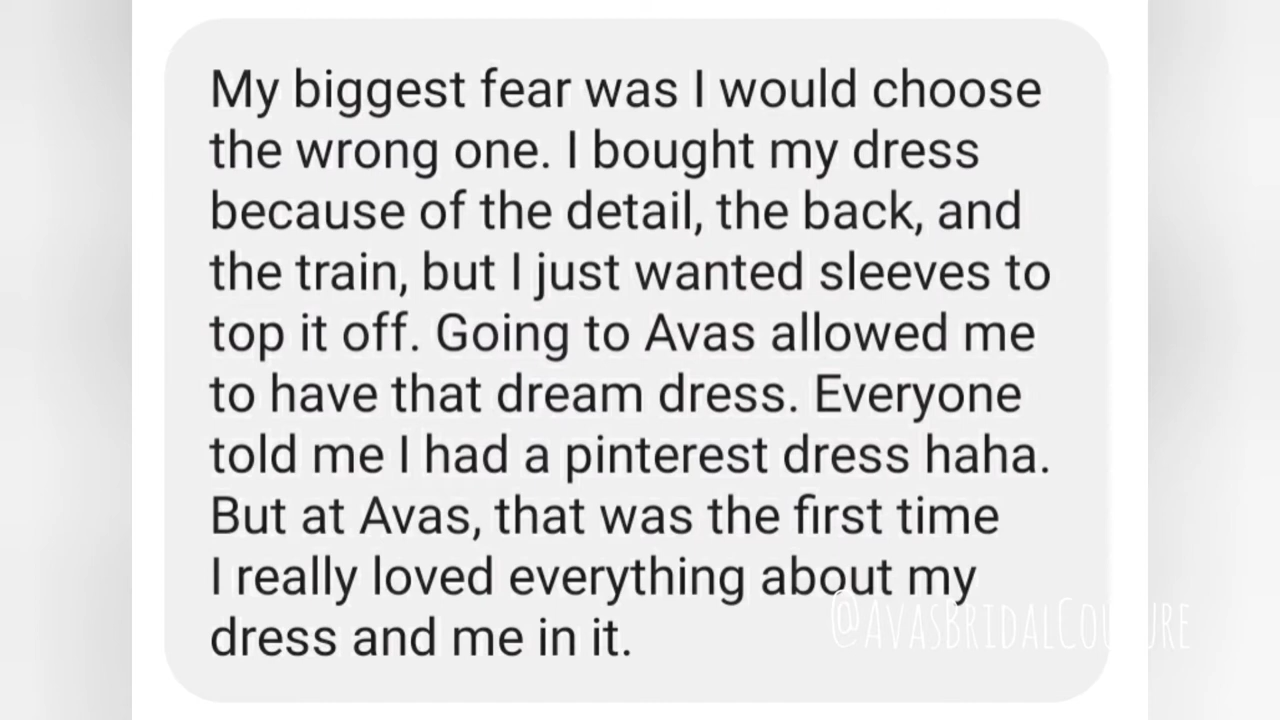 My biggest fear was I would choose
the wrong one. I bought my dress
because of the detail, the back, and
the train, but I just wanted sleeves to
top it off. Going to Avas allowed me
to have that dream dress. Everyone
told me I had a pinterest dress haha.
But at Avas, that was the first time
I really loved everything about my
dress and me in it.
@AVASBRIDALCOUTURE